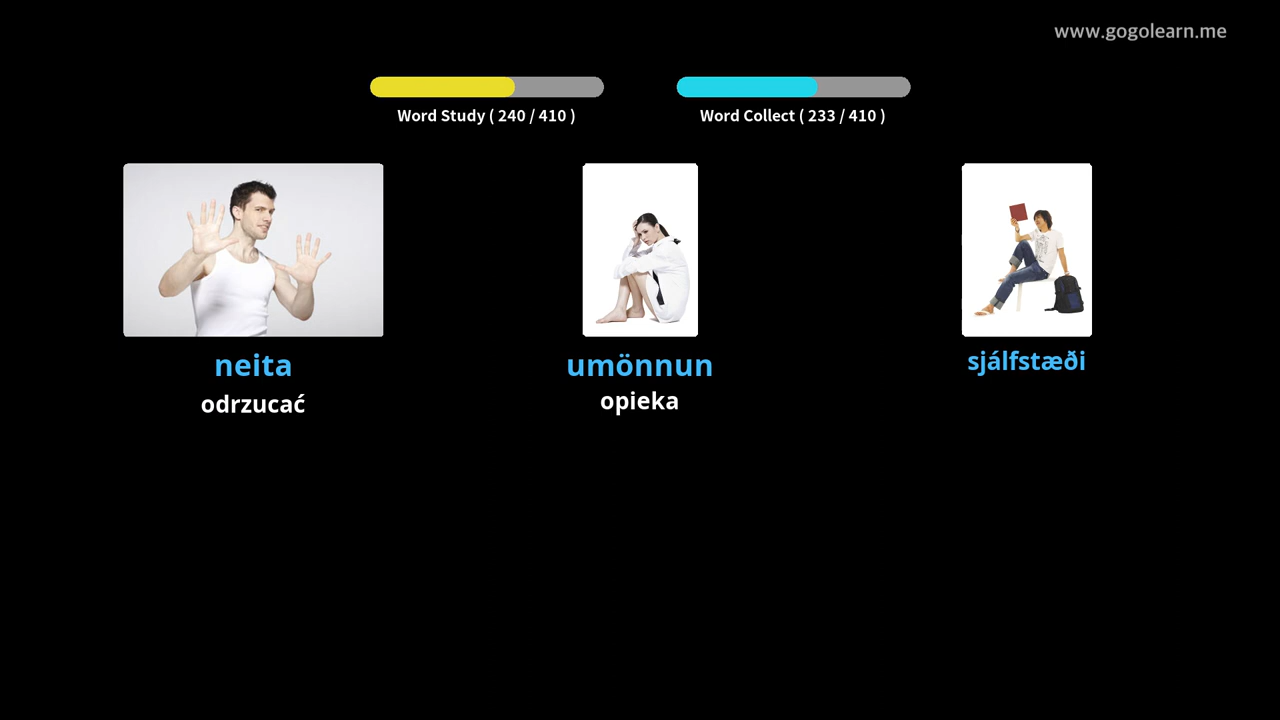 www.gogolearn.me
Word Study ( 240 / 410 )
Word Collect ( 233 / 410 )
neita
odrzucać
umönnun
opieka
sjálfstæði